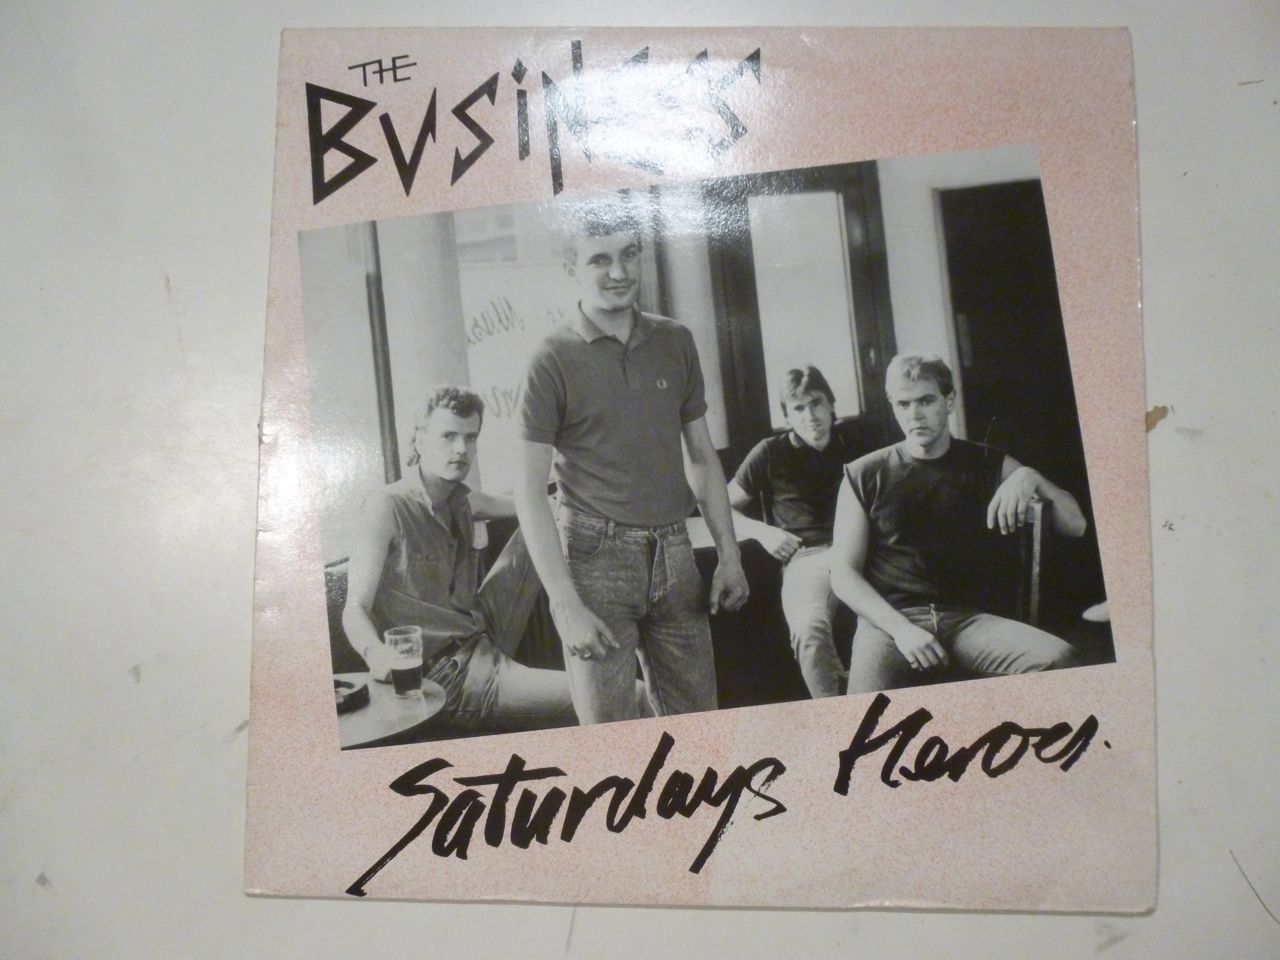 THE
BUSiNESS
Saturdays Heroes.